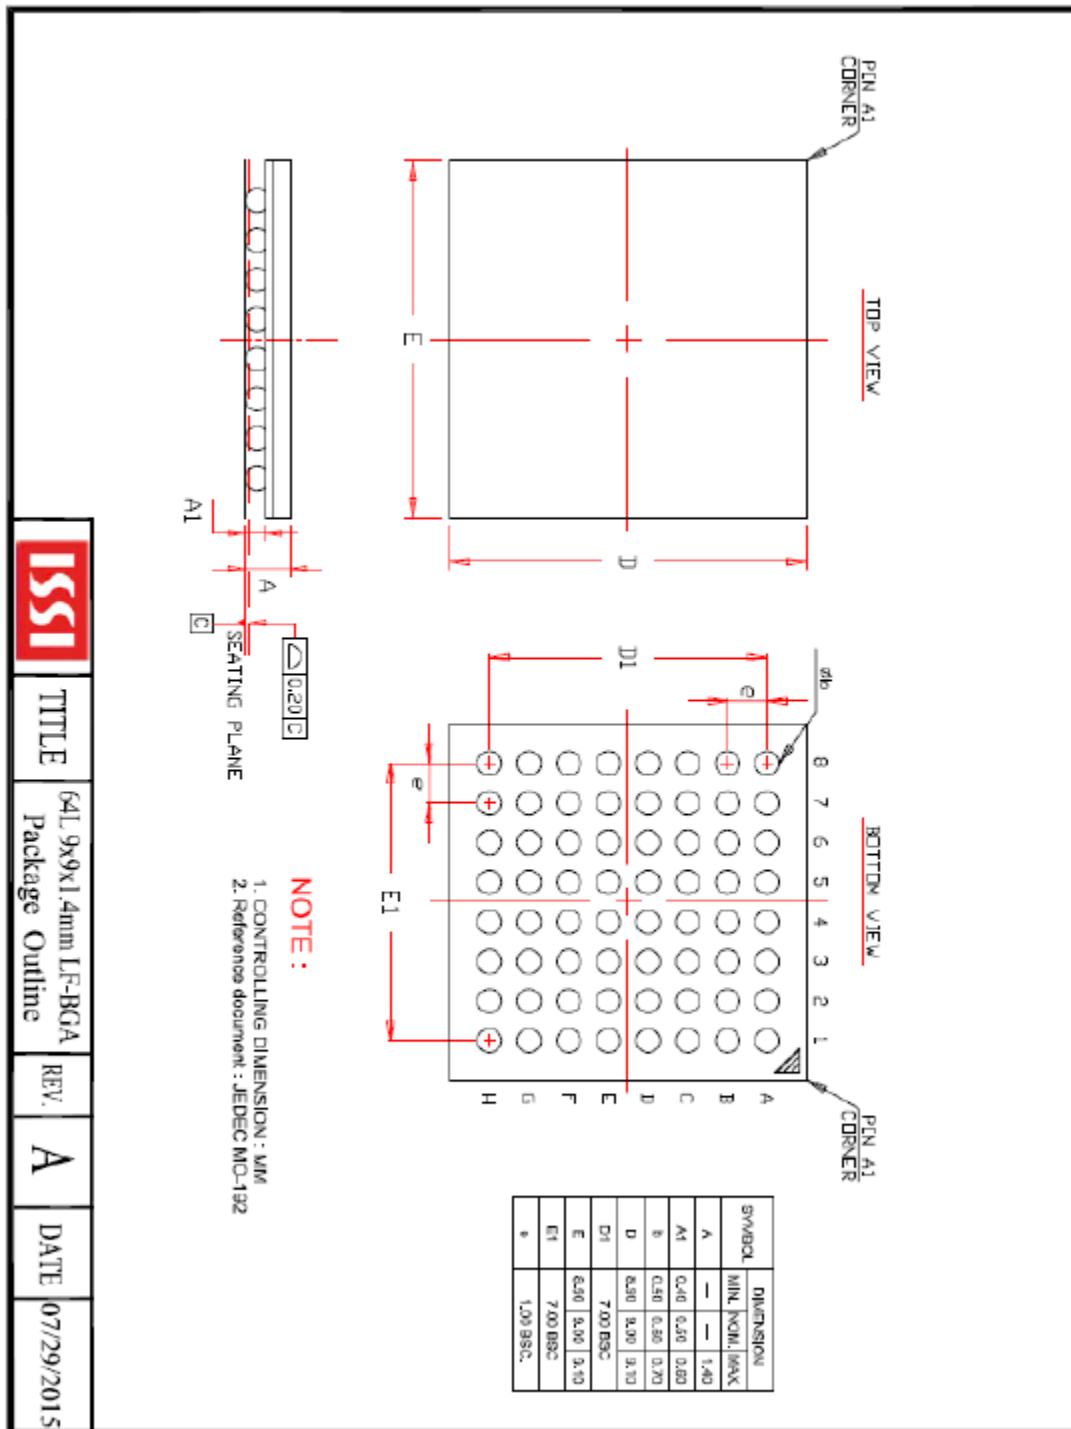 PIN A1
CORNER
TOP VIEW
E
D
A1
A
C
0.20 C
SEATING PLANE
BOTTOM VIEW
PIN A1
CORNER
øb
e
D1
e
E1
8 7 6 5 4 3 2 1
A
B
C
D
E
F
G
H
NOTE :
1. CONTROLLING DIMENSION : MM
2. Reference document : JEDEC MO-192
SYMBOL DIMENSION
MIN. NOM. MAX.
A — — 1.40
A1 0.40 0.50 0.60
b 0.50 0.60 0.70
D 8.90 9.00 9.10
D1 7.00 BSC
E 8.90 9.00 9.10
E1 7.00 BSC
e 1.00 BSC.
ISSI
TITLE
64L 9x9x1.4mm LF-BGA
Package Outline
REV.
A
DATE
07/29/2015